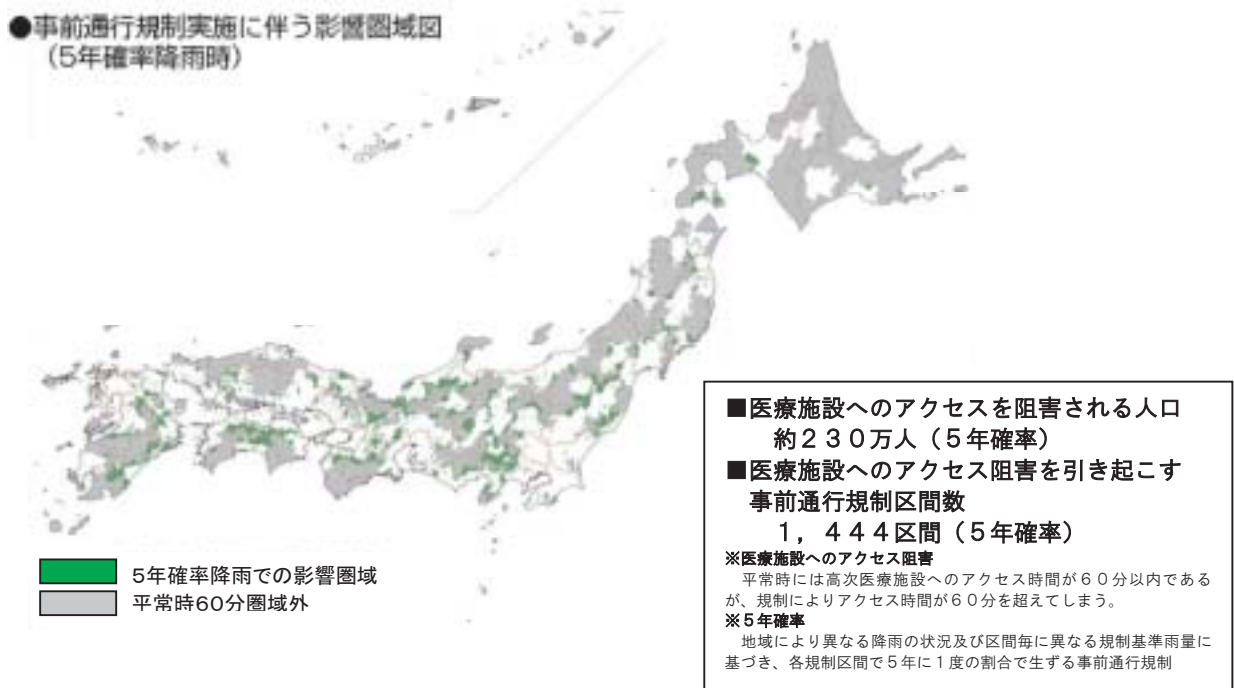 ●事前通行規制実施に伴う影響圏域図
（5年確率降雨時）
■医療施設へのアクセスを阻害される人口
約２３０万人（５年確率）
■医療施設へのアクセス阻害を引き起こす
事前通行規制区間数
１，４４４区間（５年確率）
※医療施設へのアクセス阻害
平常時には高次医療施設へのアクセス時間が６０分以内である
が、規制によりアクセス時間が６０分を超えてしまう。
※５年確率
地域により異なる降雨の状況及び区間毎に異なる規制基準雨量に
基づき、各規制区間で５年に１度の割合で生ずる事前通行規制
5年確率降雨での影響圏域
平常時60分圏域外